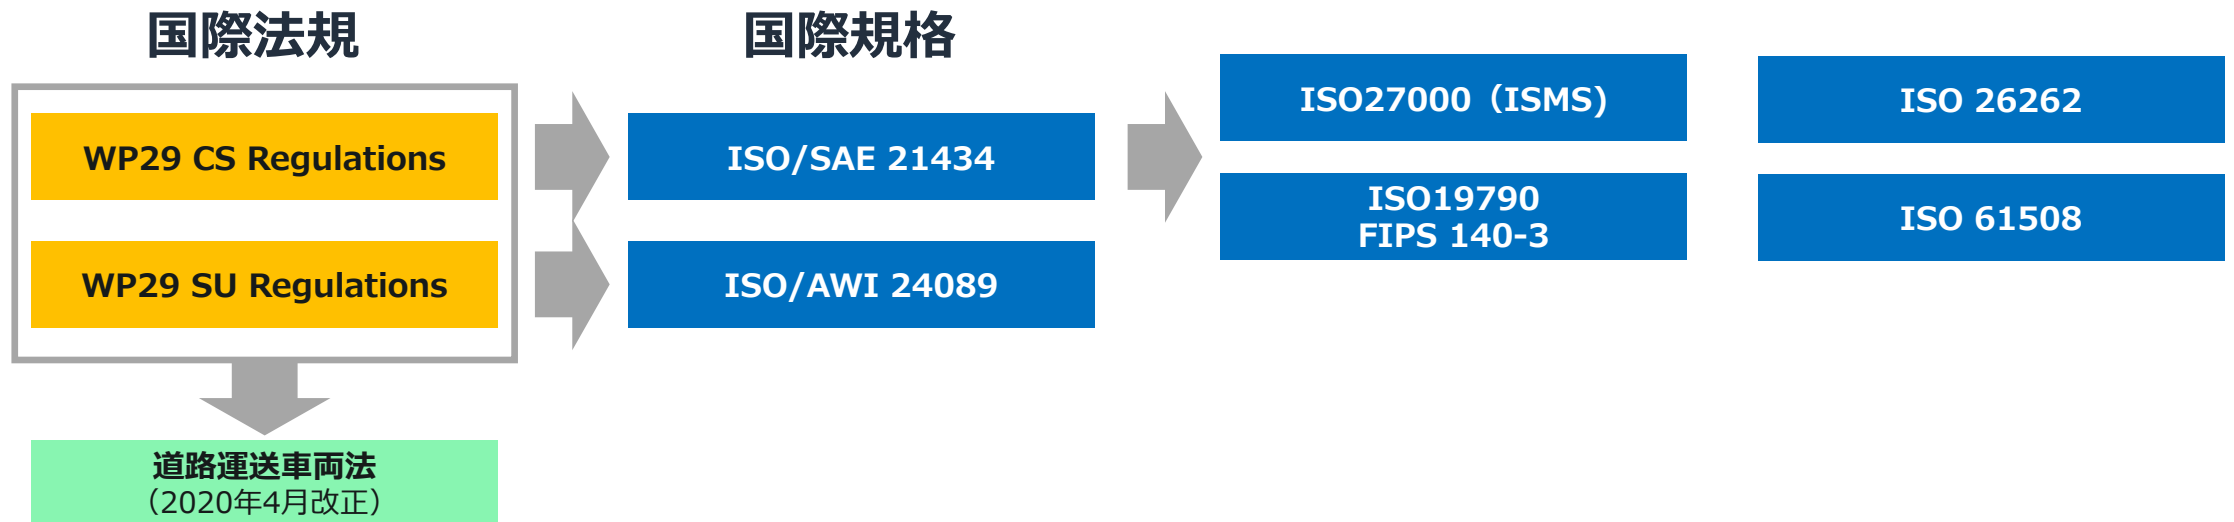 国際法規
国際規格
WP29 CS Regulations
WP29 SU Regulations
道路運送車両法
（2020年4月改正）
ISO/SAE 21434
ISO/AWI 24089
ISO27000（ISMS）
ISO19790
FIPS 140-3
ISO 26262
ISO 61508